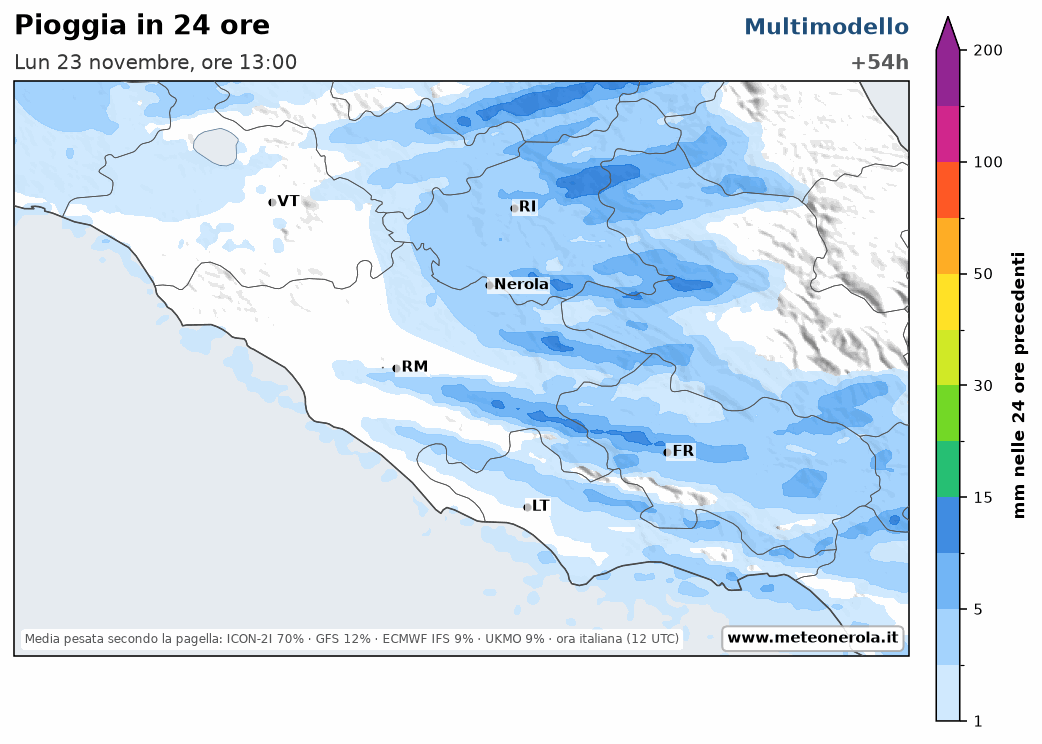 Pioggia in 24 ore
Multimodello
Lun 23 novembre, ore 13:00
+54h
200
100
50
30
15
5
1
mm nelle 24 ore precedenti
VT
RI
Nerola
RM
FR
LT
Media pesata secondo la pagella: ICON-2I 70% · GFS 12% · ECMWF IFS 9% · UKMO 9% · ora italiana (12 UTC)
www.meteonerola.it